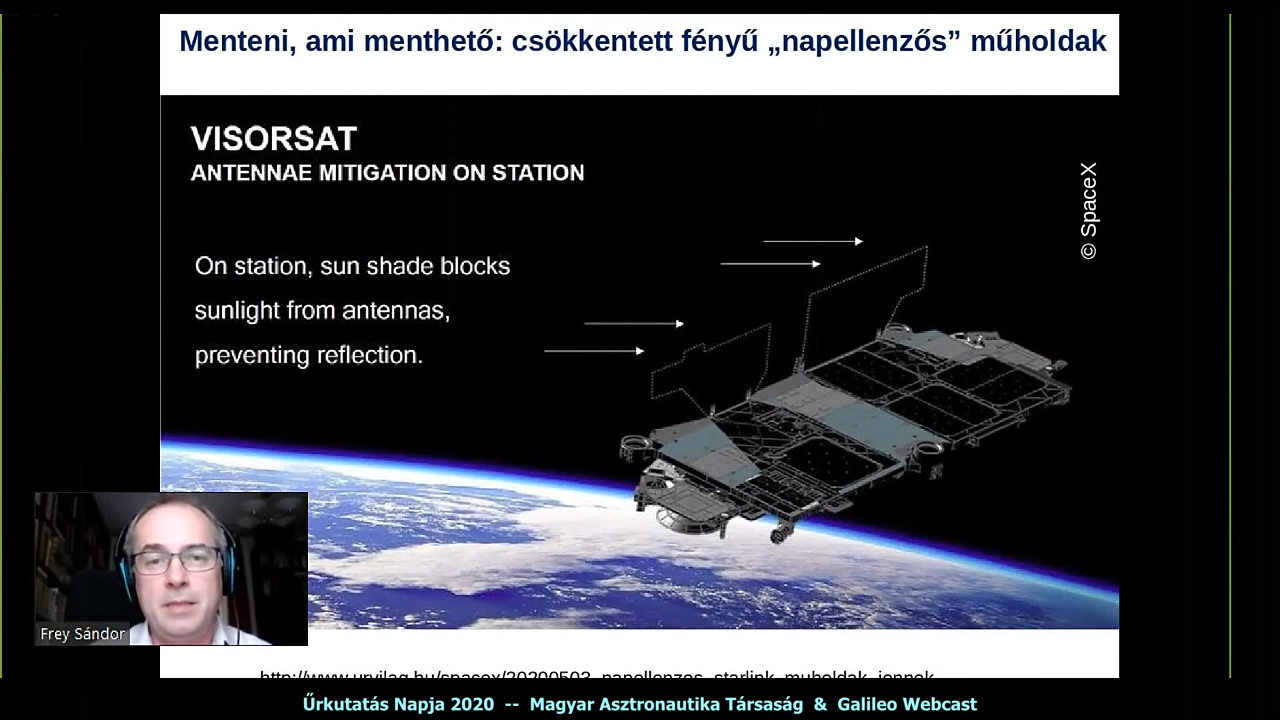 Menteni, ami menthető: csökkentett fényű „napellenzős” műholdak
VISORSAT
ANTENNAE MITIGATION ON STATION
© SpaceX
On station, sun shade blocks
sunlight from antennas,
preventing reflection.
Frey Sándor
http://www.urvilag.hu/spacex/20200503_napellenzos_starlink_muholdak_jonnek
Űrkutatás Napja 2020 -- Magyar Asztronautika Társaság & Galileo Webcast